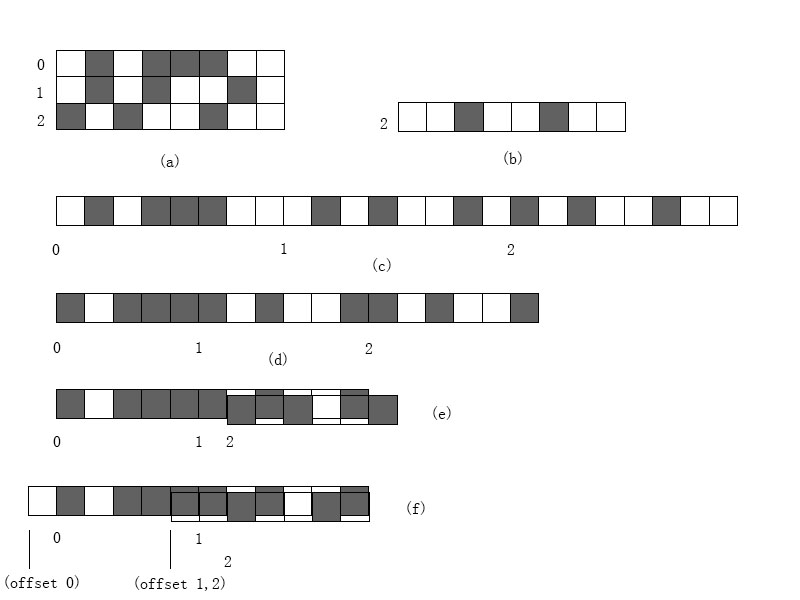 0
1
2
(a)
2
(b)
0 1 2
(c)
0 1 2
(d)
(e)
0 1 2
(f)
0 1
2
(offset 0) (offset 1,2)